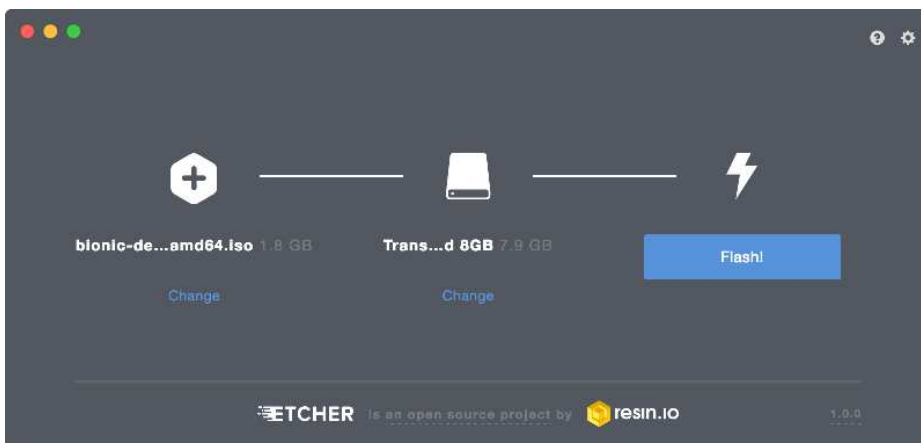 bionic-de...amd64.iso 1.8 GB
Trans...d 8GB 7.9 GB
Flash!
Change
Change
ETCHER is an open source project by resin.io
1.0.0